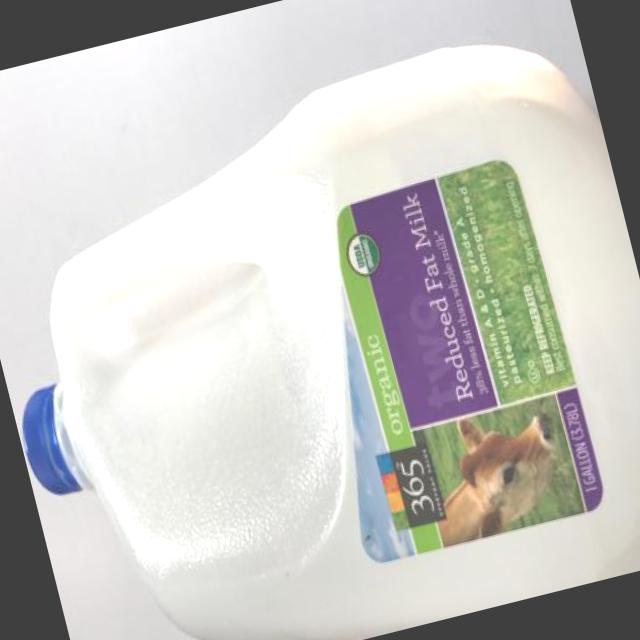 365
organic
USDA
two
Reduced Fat Milk
38% less fat than whole milk*
vitamin A & D • grade A
pasteurized • homogenized
KEEP REFRIGERATED
1 GALLON (3.78L)